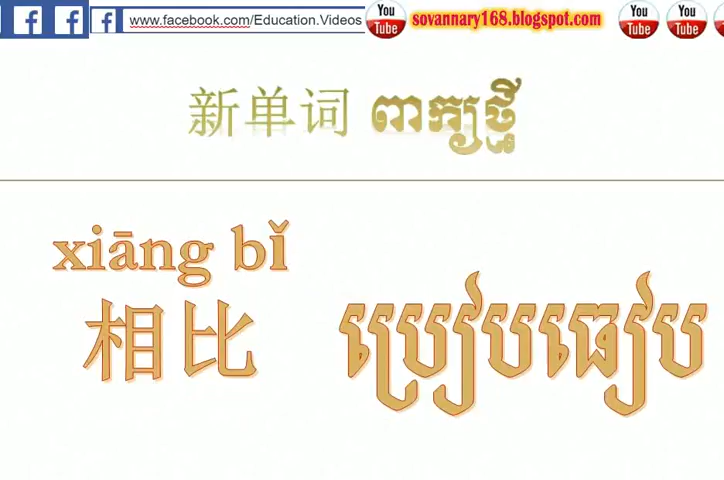 www.facebook.com/Education.Videos You Tube sovannary168.blogspot.com You Tube You Tube
新单词 ពាក្យថ្មី
xiāng bǐ
相比 ប្រៀបធៀប